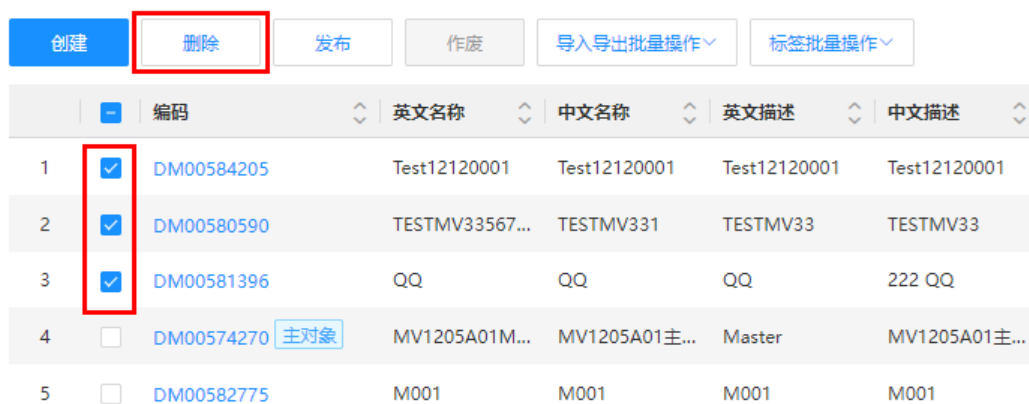 创建 删除 发布 作废 导入导出批量操作 标签批量操作
编码 英文名称 中文名称 英文描述 中文描述
1 DM00584205 Test12120001 Test12120001 Test12120001 Test12120001
2 DM00580590 TESTMV33567... TESTMV331 TESTMV33 TESTMV33
3 DM00581396 QQ QQ QQ 222 QQ
4 DM00574270 主对象 MV1205A01M... MV1205A01主... Master MV1205A01主...
5 DM00582775 M001 M001 M001 M001